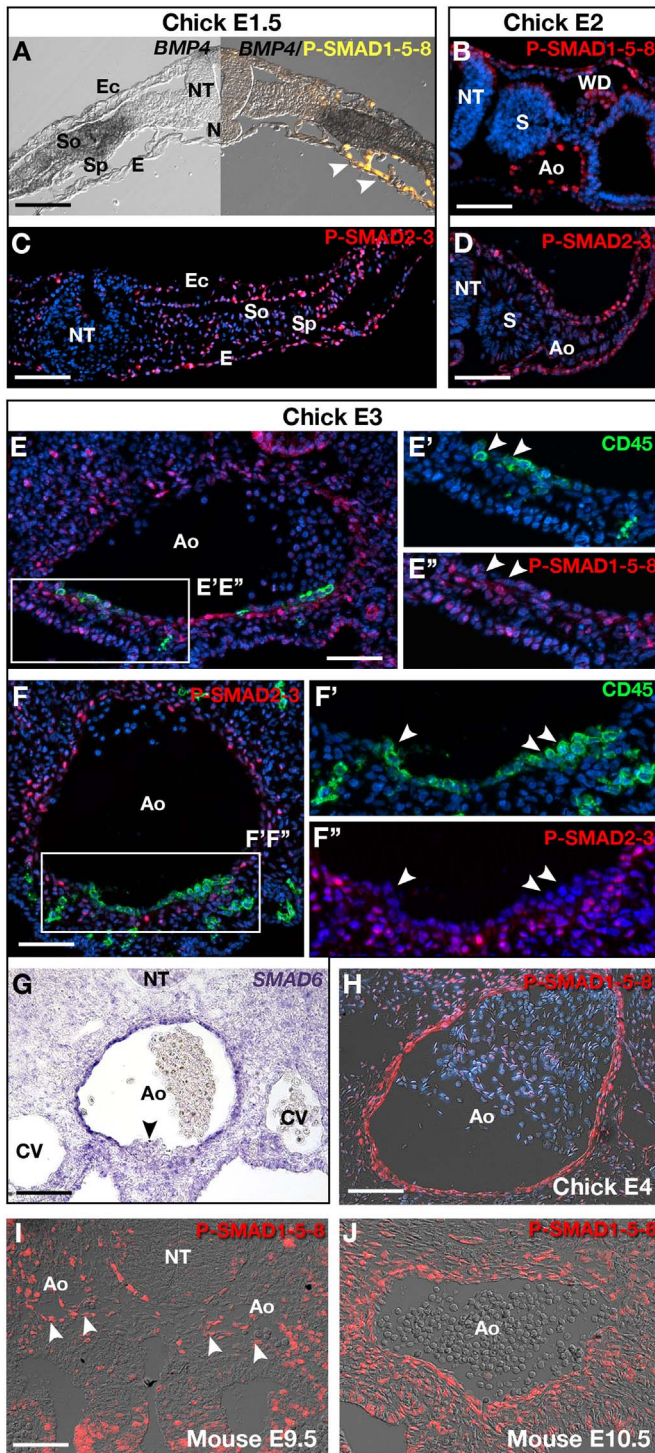 Chick E1.5
Chick E2
A
BMP4
BMP4/P-SMAD1-5-8
Ec
NT
So
Sp
E
N
B
P-SMAD1-5-8
WD
NT
S
Ao
C
P-SMAD2-3
Ec
So
Sp
NT
E
D
P-SMAD2-3
NT
S
Ao
Chick E3
E
Ao
E'E"
E'
CD45
E"
P-SMAD1-5-8
F
P-SMAD2-3
Ao
F'F"
F'
CD45
F"
P-SMAD2-3
G
NT
SMAD6
Ao
CV
CV
H
P-SMAD1-5-8
Ao
Chick E4
I
P-SMAD1-5-8
NT
Ao
Ao
Mouse E9.5
J
P-SMAD1-5-8
Ao
Mouse E10.5